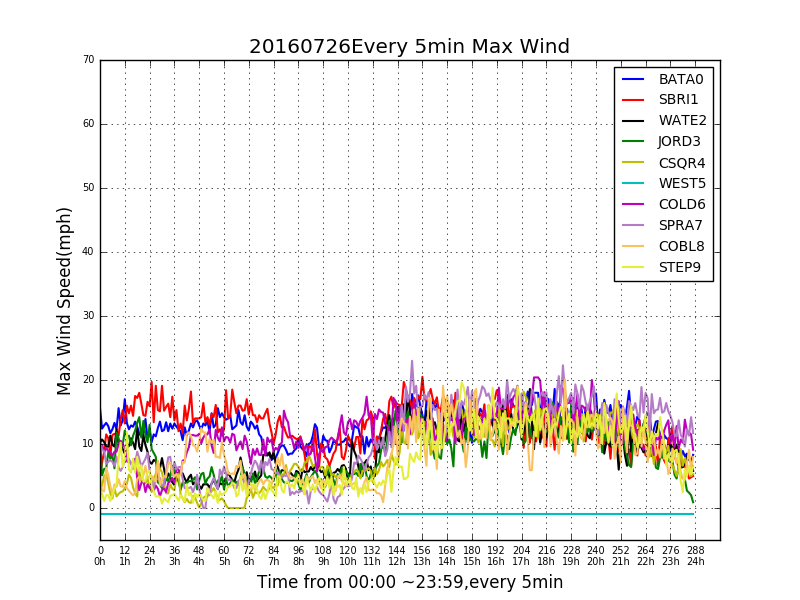 20160726Every 5min Max Wind
70
60
50
40
30
20
10
0
Max Wind Speed(mph)
BATA0
SBRI1
WATE2
JORD3
CSQR4
WEST5
COLD6
SPRA7
COBL8
STEP9
0 12 24 36 48 60 72 84 96 108 120 132 144 156 168 180 192 204 216 228 240 252 264 276 288
0h 1h 2h 3h 4h 5h 6h 7h 8h 9h 10h 11h 12h 13h 14h 15h 16h 17h 18h 19h 20h 21h 22h 23h 24h
Time from 00:00 ~23:59,every 5min